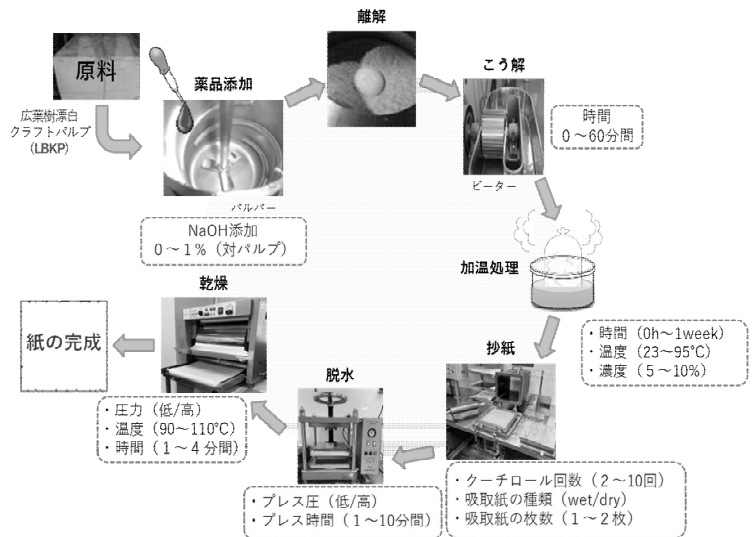 原料
広葉樹漂白
クラフトパルプ
(LBKP)
薬品添加
パルパー
NaOH添加
0～1%（対パルプ）
離解
こう解
ビーター
時間
0～60分間
加温処理
・時間（0h～1week）
・温度（23～95℃）
・濃度（5～10%）
抄紙
・クーチロール回数（2～10回）
・吸取紙の種類（wet/dry）
・吸取紙の枚数（1～2枚）
脱水
・プレス圧（低/高）
・プレス時間（1～10分間）
乾燥
・圧力（低/高）
・温度（90～110℃）
・時間（1～4分間）
紙の完成